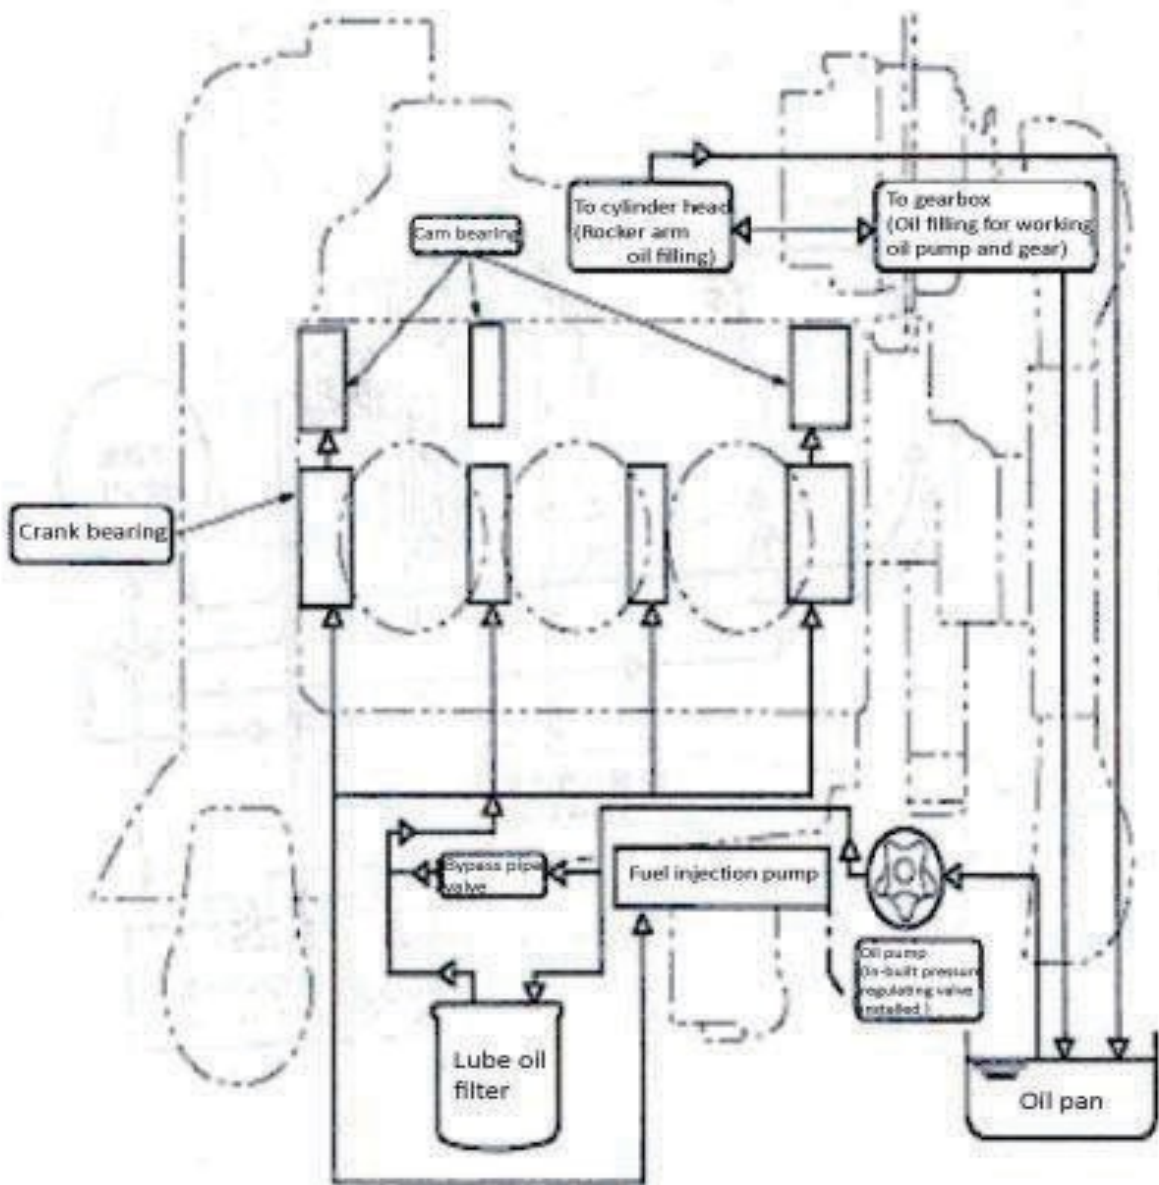 To cylinder head
(Rocker arm
oil filling)
To gearbox
(Oil filling for working
oil pump and gear)
Cam bearing
Crank bearing
Bypass pipe
valve
Fuel injection pump
Oil pump
(In-built pressure
regulating valve
installed.)
Lube oil
filter
Oil pan